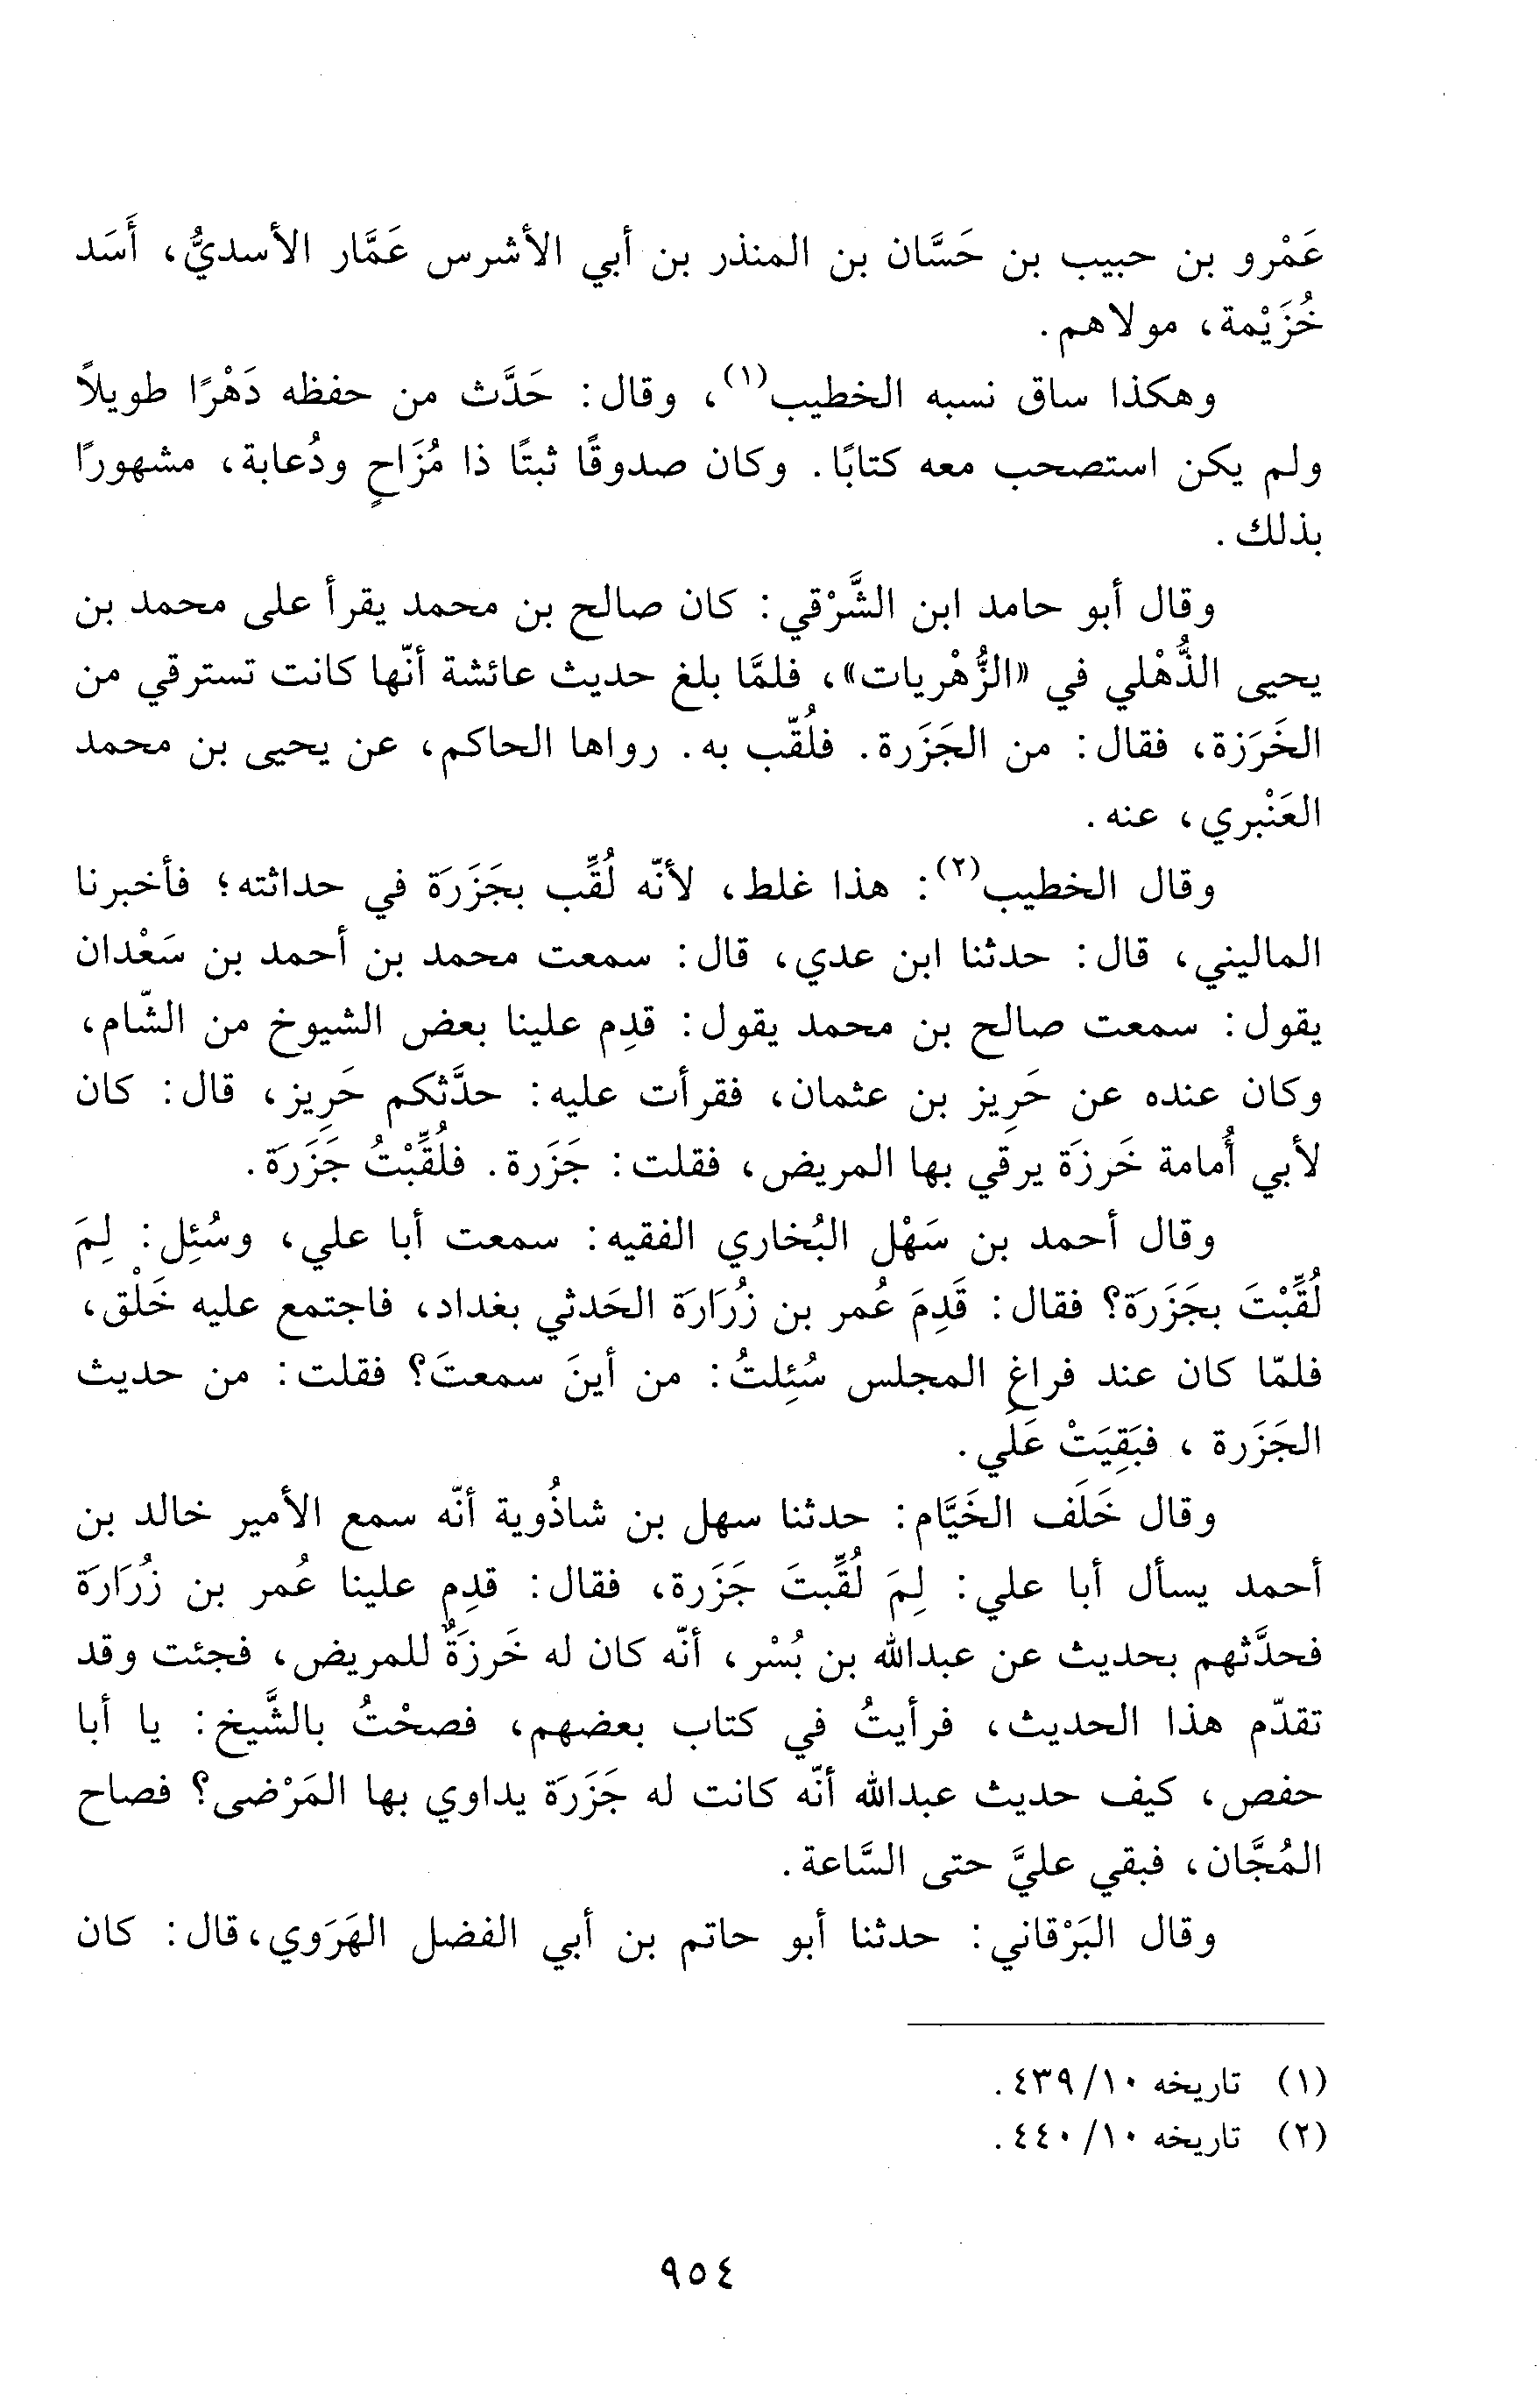 عَمْرو بن حبيب بن حَسَّان بن المنذر بن أبي الأشرس عَمَّار الأسديُّ، أَسَد
خُزَيْمة، مولاهم.
وهكذا ساق نسبه الخطيب(١)، وقال: حَدَّث من حفظه دَهْرًا طويلاً
ولم يكن استصحب معه كتابًا. وكان صدوقًا ثبتًا ذا مُزَاحٍ ودُعابة، مشهورًا
بذلك.
وقال أبو حامد ابن الشَّرْقي: كان صالح بن محمد يقرأ على محمد بن
يحيى الذُّهْلي في «الزُّهْريات»، فلمَّا بلغ حديث عائشة أنّها كانت تسترقي من
الخَرَزة، فقال: من الجَزَرة. فلُقّب به. رواها الحاكم، عن يحيى بن محمد
العَنْبري، عنه.
وقال الخطيب(٢): هذا غلط، لأنّه لُقِّب بجَزَرَة في حداثته؛ فأخبرنا
الماليني، قال: حدثنا ابن عدي، قال: سمعت محمد بن أحمد بن سَعْدان
يقول: سمعت صالح بن محمد يقول: قدِم علينا بعض الشيوخ من الشّام،
وكان عنده عن حَرِيز بن عثمان، فقرأت عليه: حدَّثكم حَرِيز، قال: كان
لأبي أُمامة خَرزَة يرقي بها المريض، فقلت: جَزَرة. فلُقِّبْتُ جَزَرَة.
وقال أحمد بن سَهْل البُخاري الفقيه: سمعت أبا علي، وسُئِل: لِمَ
لُقِّبْتَ بجَزَرَة؟ فقال: قَدِمَ عُمر بن زُرَارَة الحَدثي بغداد، فاجتمع عليه خَلْق،
فلمّا كان عند فراغِ المجلس سُئِلتُ: من أينَ سمعتَ؟ فقلت: من حديث
الجَزَرة ، فبَقِيَتْ عَلَي.
وقال خَلَف الخَيَّام: حدثنا سهل بن شاذُوية أنّه سمع الأمير خالد بن
أحمد يسأل أبا علي: لِمَ لُقِّبتَ جَزَرة، فقال: قدِم علينا عُمر بن زُرَارَة
فحدَّثهم بحديث عن عبدالله بن بُسْر، أنّه كان له خَرزَةٌ للمريض، فجئت وقد
تقدّم هذا الحديث، فرأيتُ في كتاب بعضهم، فصحْتُ بالشَّيخ: يا أبا
حفص، كيف حديث عبدالله أنّه كانت له جَزَرَة يداوي بها المَرْضى؟ فصاح
المُجَّان، فبقي عليَّ حتى السَّاعة.
وقال البَرْقاني: حدثنا أبو حاتم بن أبي الفضل الهَرَوي، قال: كان
(١) تاريخه ١٠/ ٤٣٩.
(٢) تاريخه ١٠/ ٤٤٠.
٩٥٤